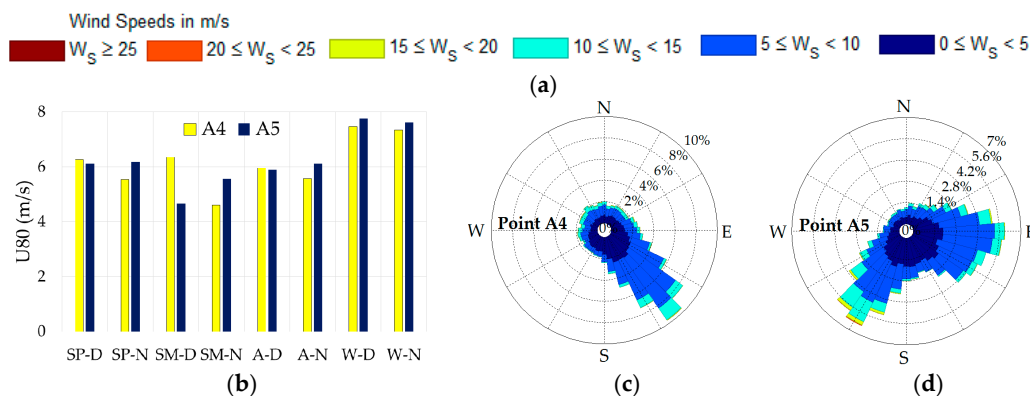 Wind Speeds in m/s
W_S ≥ 25 20 ≤ W_S < 25 15 ≤ W_S < 20 10 ≤ W_S < 15 5 ≤ W_S < 10 0 ≤ W_S < 5
(a)
U80 (m/s)
8
6
4
2
0
A4 A5
SP-D SP-N SM-D SM-N A-D A-N W-D W-N
(b)
N
10%
8%
6%
4%
2%
0%
W Point A4 E
S
(c)
N
7%
5.6%
4.2%
2.8%
1.4%
0%
W Point A5 E
S
(d)